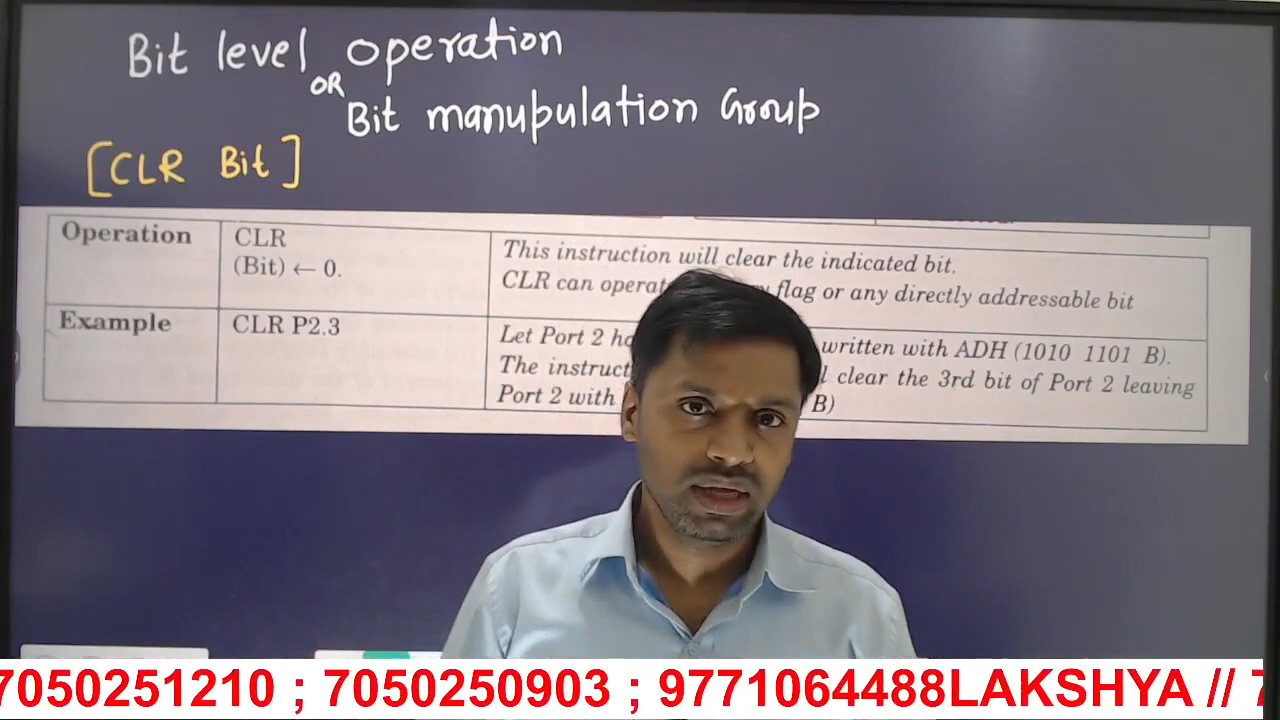 Bit level operation
OR
Bit manupulation Group
[CLR Bit]
Operation
CLR
(Bit) ← 0.
This instruction will clear the indicated bit.
CLR can operat flag or any directly addressable bit
Example
CLR P2.3
Let Port 2 written with ADH (1010 1101 B).
The instruct clear the 3rd bit of Port 2 leaving
Port 2 with B)
7050251210 ; 7050250903 ; 9771064488LAKSHYA // 7